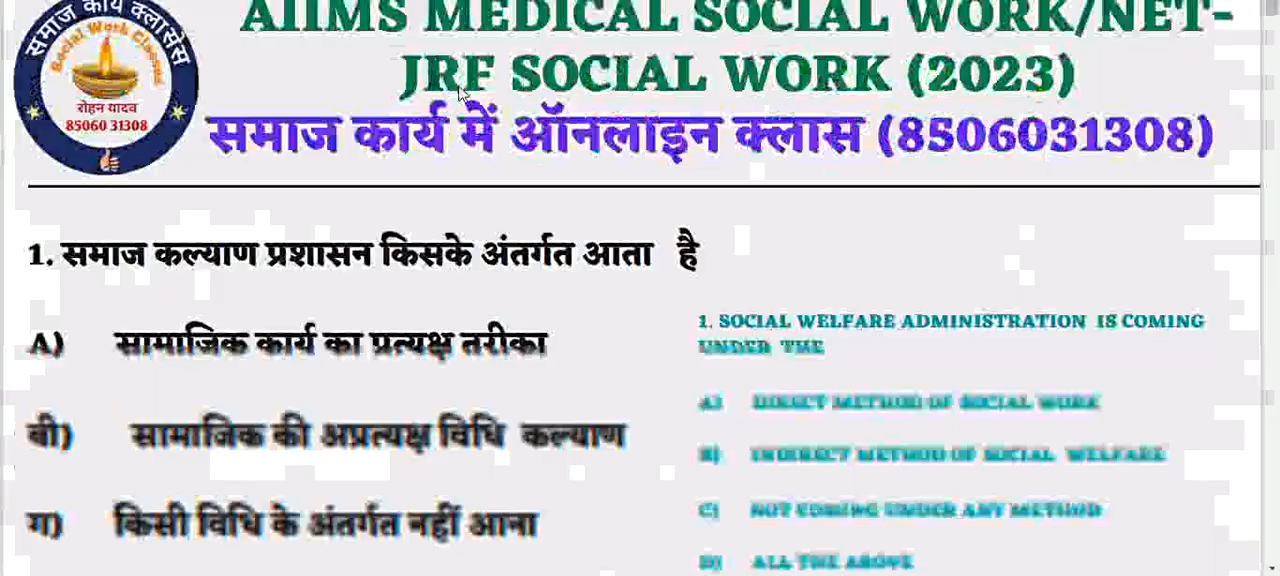 समाज कार्य क्लासेस
Social Work Classes
रोहन यादव
85060 31308
AIIMS MEDICAL SOCIAL WORK/NET-
JRF SOCIAL WORK (2023)
समाज कार्य में ऑनलाइन क्लास (8506031308)
1. समाज कल्याण प्रशासन किसके अंतर्गत आता है
A) सामाजिक कार्य का प्रत्यक्ष तरीका
बी) सामाजिक की अप्रत्यक्ष विधि कल्याण
ग) किसी विधि के अंतर्गत नहीं आना
1. SOCIAL WELFARE ADMINISTRATION IS COMING
UNDER THE
A) DIRECT METHOD OF SOCIAL WORK
B) INDIRECT METHOD OF SOCIAL WELFARE
C) NOT COMING UNDER ANY METHOD
D) ALL THE ABOVE